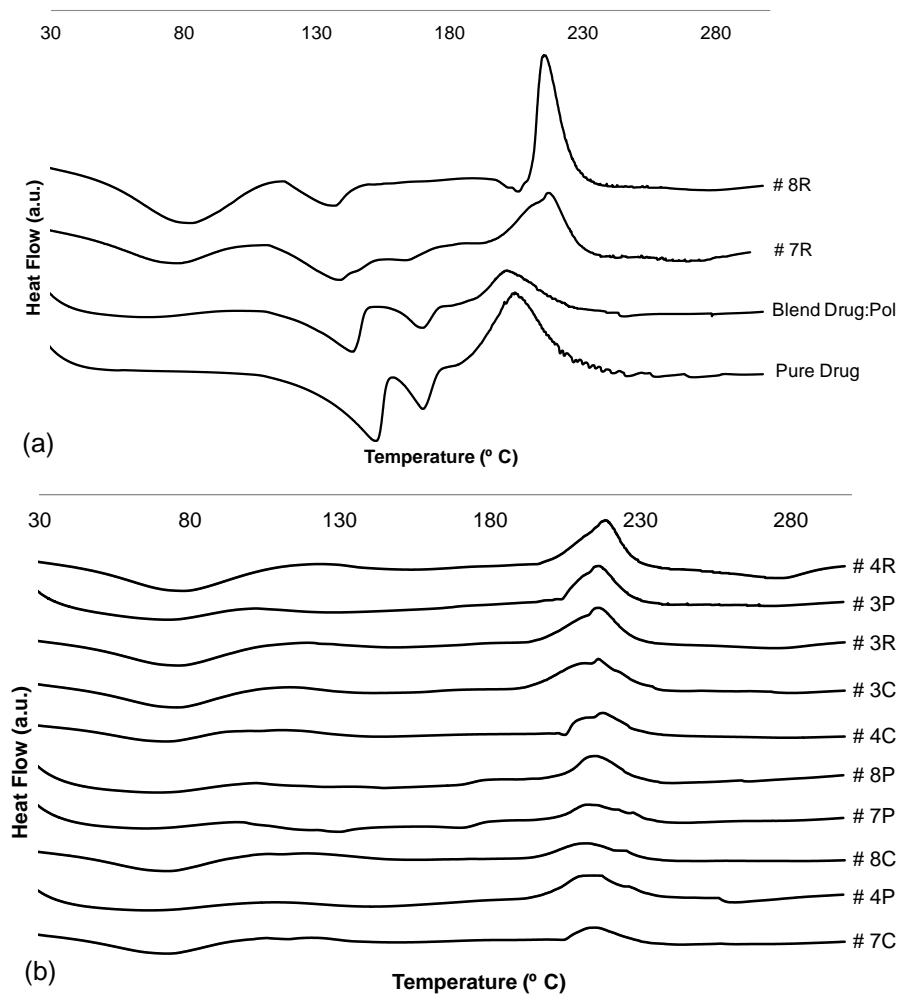 30 80 130 180 230 280
# 8R
# 7R
Blend Drug:Pol
Pure Drug
Heat Flow (a.u.)
(a)
Temperature (º C)
30 80 130 180 230 280
# 4R
# 3P
# 3R
# 3C
# 4C
# 8P
# 7P
# 8C
# 4P
# 7C
Heat Flow (a.u.)
(b)
Temperature (º C)